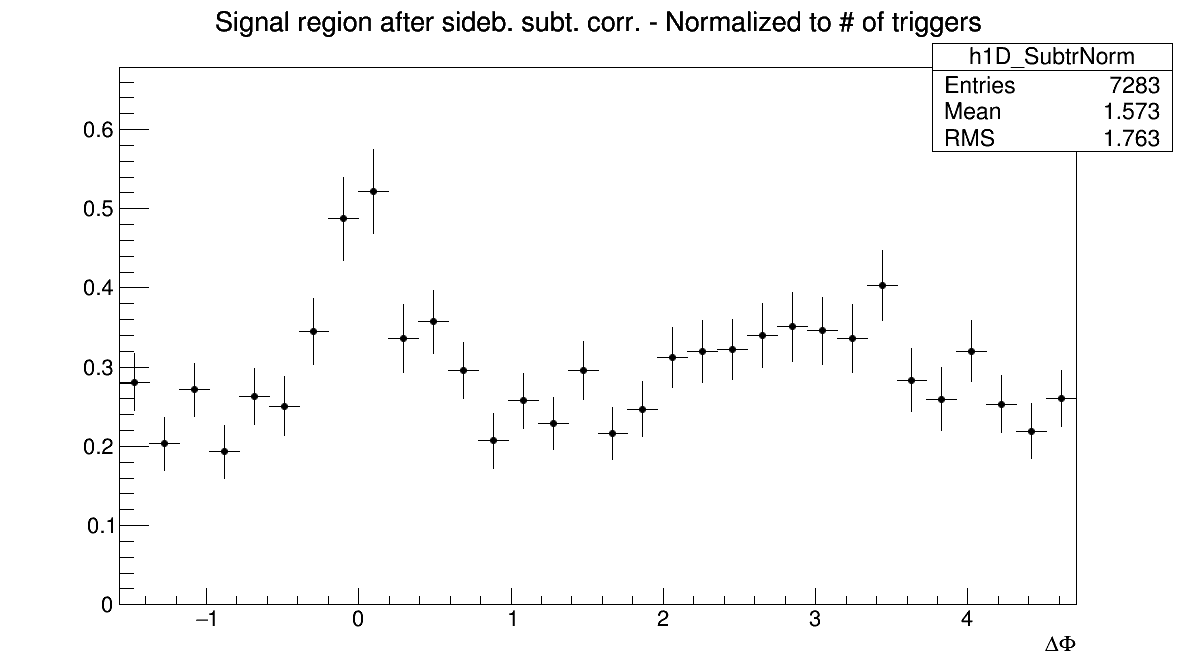 Signal region after sideb. subt. corr. - Normalized to # of triggers
h1D_SubtrNorm
Entries 7283
Mean 1.573
RMS 1.763
0.6
0.5
0.4
0.3
0.2
0.1
0
−1 0 1 2 3 4
ΔΦ